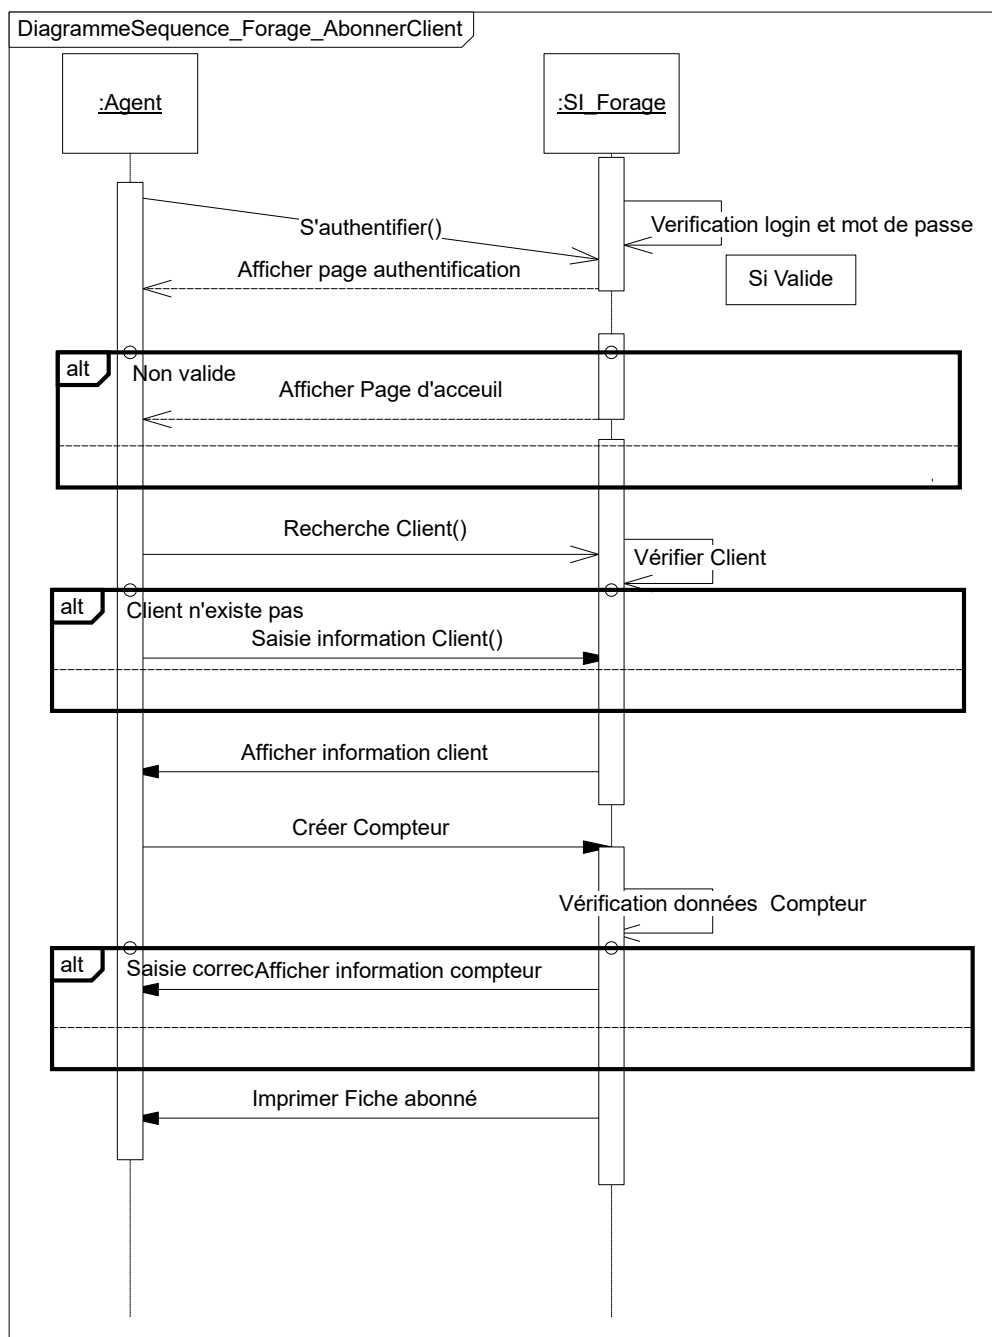 DiagrammeSequence_Forage_AbonnerClient
:Agent
:SI_Forage
S'authentifier()
Verification login et mot de passe
Afficher page authentification
Si Valide
alt
Non valide
Afficher Page d'acceuil
Recherche Client()
Vérifier Client
alt
Client n'existe pas
Saisie information Client()
Afficher information client
Créer Compteur
Vérification données Compteur
alt
Saisie correc
Afficher information compteur
Imprimer Fiche abonné